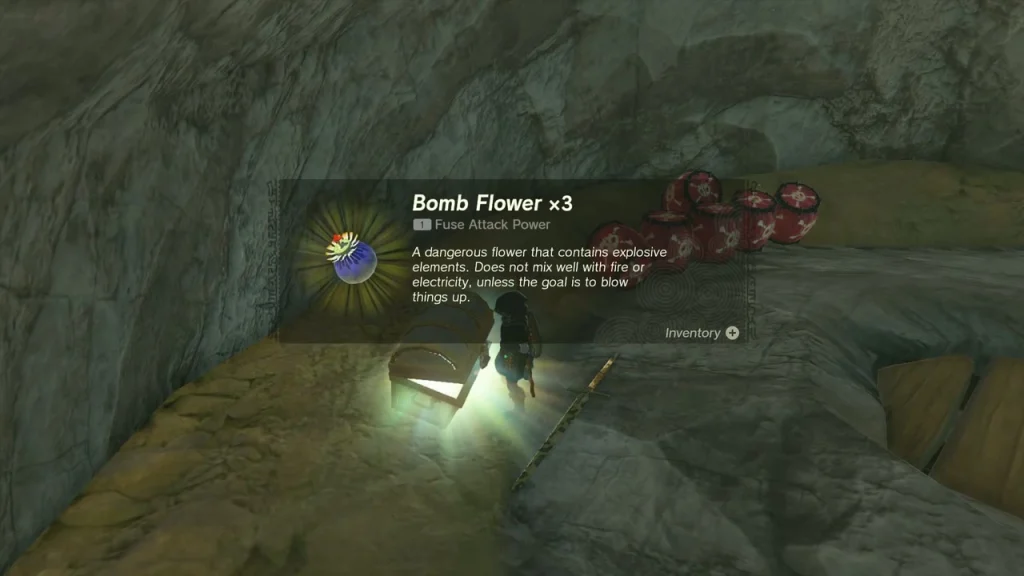 Bomb Flower ×3
1 Fuse Attack Power
A dangerous flower that contains explosive
elements. Does not mix well with fire or
electricity, unless the goal is to blow
things up.
Inventory +